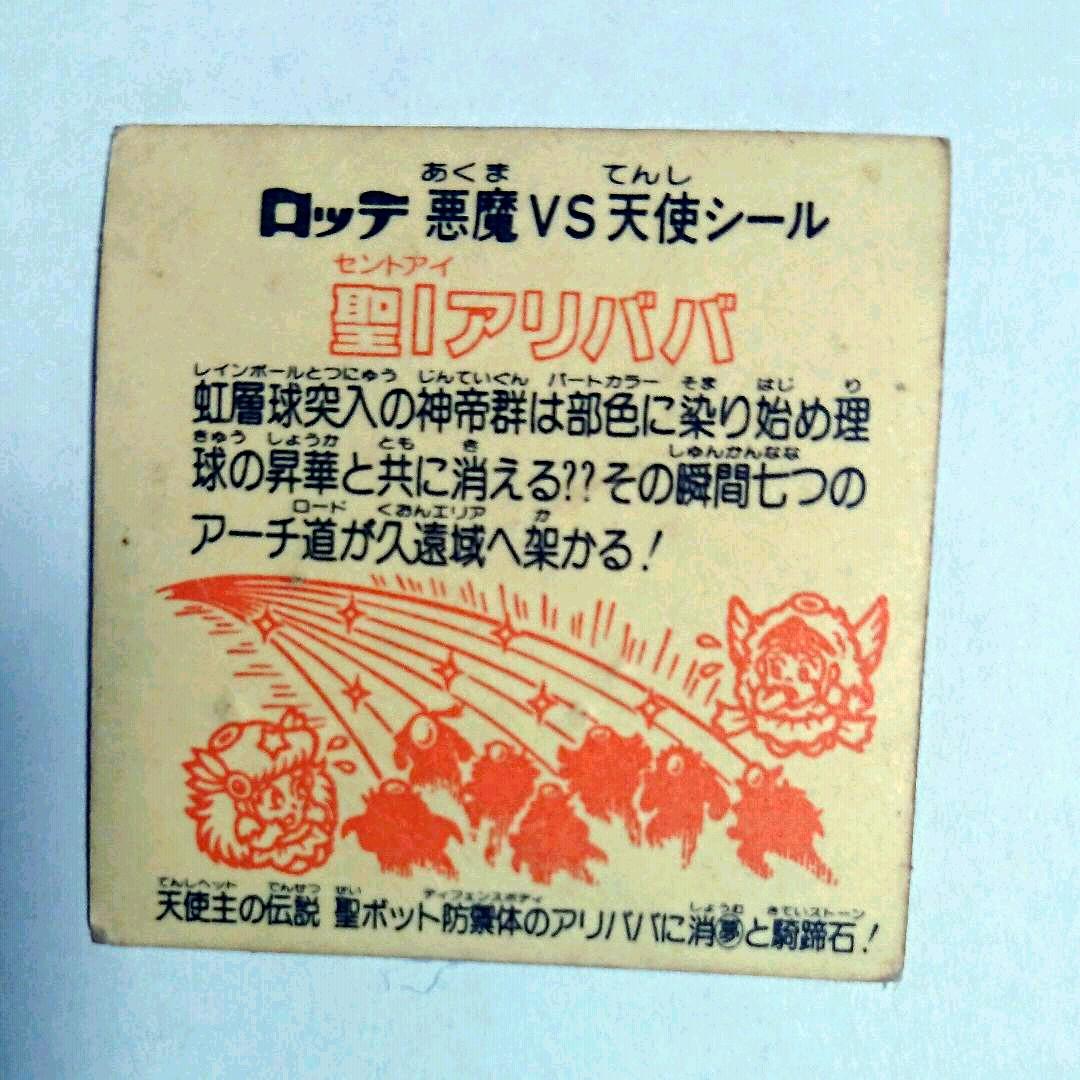 あくま てんし
ロッテ 悪魔VS天使シール
セントアイ
聖Iアリババ
レインボールとつにゅう じんていぐん パートカラー そま はじ り
虹層球突入の神帝群は部色に染り始め理
きゅう しょうか とも き しゅんかんなな
球の昇華と共に消える??その瞬間七つの
ロード くおんエリア か
アーチ道が久遠域へ架かる!
てんしヘッド でんせつ せい ディフェンスボディ しょうむ きていストーン
天使主の伝説 聖ボット防禦体のアリババに消夢と騎蹄石!